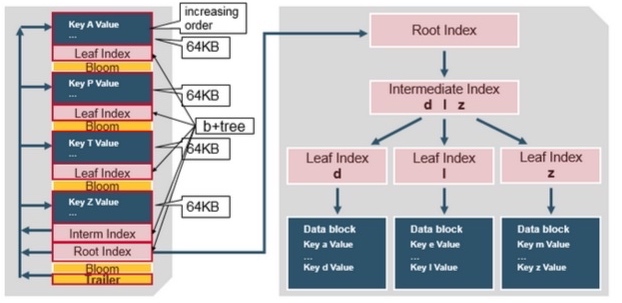 Key A Value
...
Leaf Index
Bloom
Key P Value
...
Leaf Index
Bloom
Key T Value
...
Leaf Index
Bloom
Key Z Value
...
Interm Index
Root Index
Bloom
Trailer
increasing
order
64KB
64KB
b+tree
64KB
64KB
Root Index
Intermediate Index
d l z
Leaf Index
d
Leaf Index
l
Leaf Index
z
Data block
Key a Value
...
Key d Value
Data block
Key e Value
...
Key l Value
Data block
Key m Value
...
Key z Value